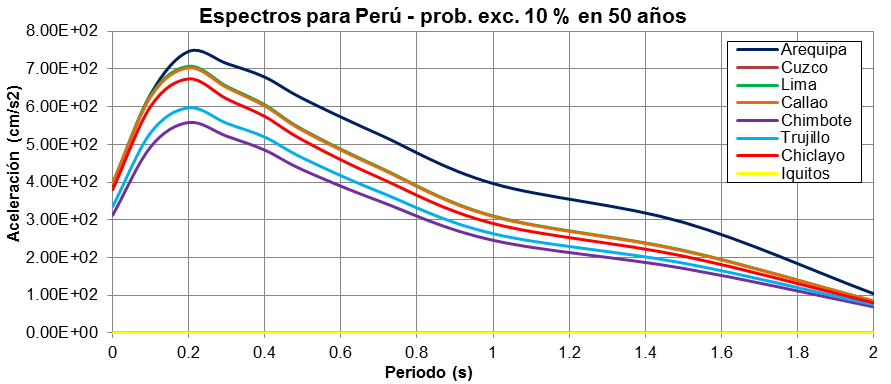 Espectros para Perú - prob. exc. 10 % en 50 años
8.00E+02
7.00E+02
6.00E+02
5.00E+02
4.00E+02
3.00E+02
2.00E+02
1.00E+02
0.00E+00
Aceleración (cm/s2)
Arequipa
Cuzco
Lima
Callao
Chimbote
Trujillo
Chiclayo
Iquitos
0 0.2 0.4 0.6 0.8 1 1.2 1.4 1.6 1.8 2
Periodo (s)